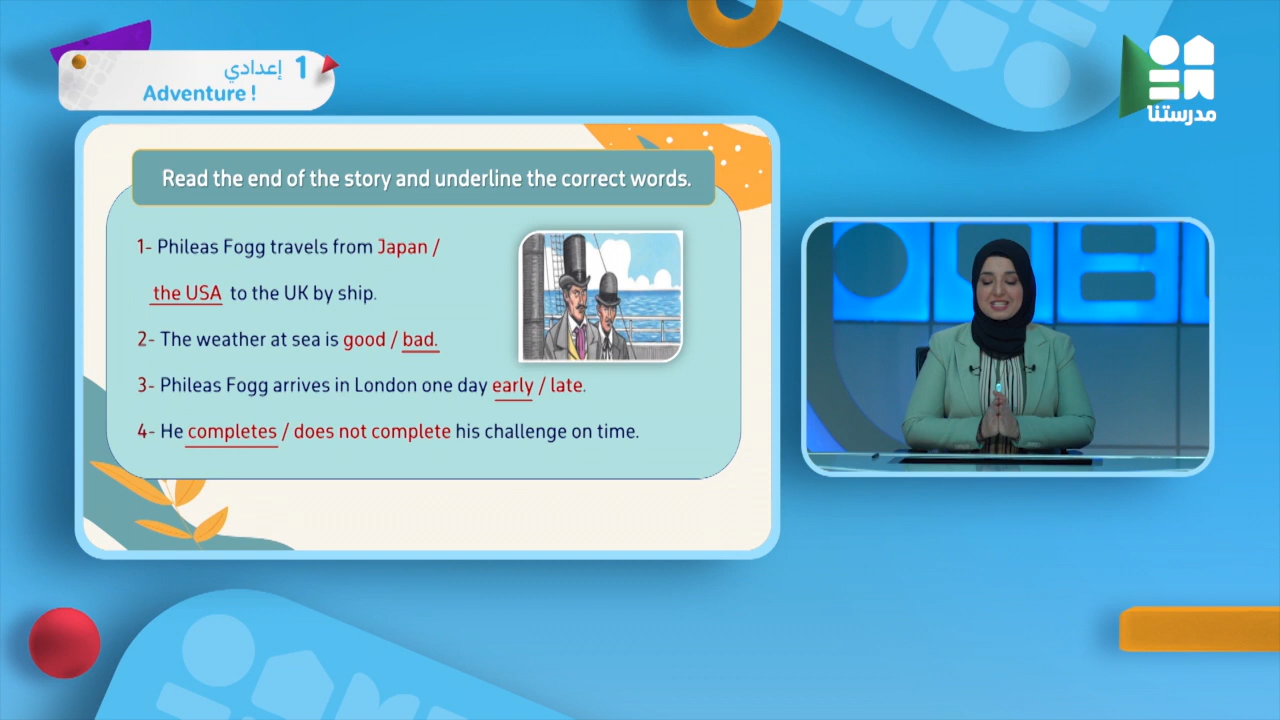 1 إعدادي
Adventure !
مدرستنا
Read the end of the story and underline the correct words.
1- Phileas Fogg travels from Japan /
the USA to the UK by ship.
2- The weather at sea is good / bad.
3- Phileas Fogg arrives in London one day early / late.
4- He completes / does not complete his challenge on time.